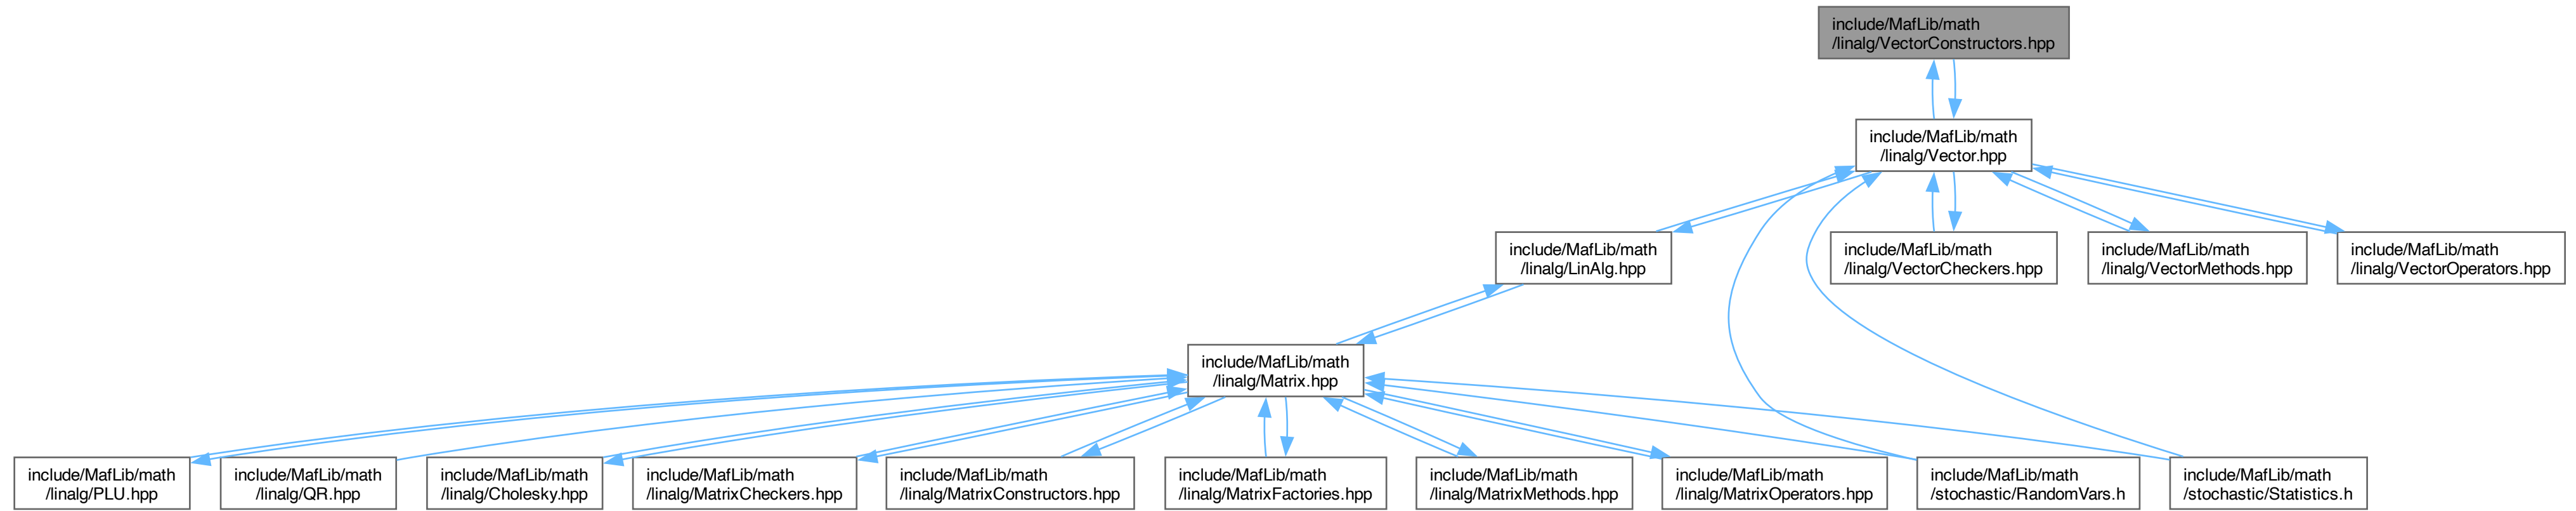 include/MafLib/math
/linalg/VectorConstructors.hpp
include/MafLib/math
/linalg/Vector.hpp
include/MafLib/math
/linalg/LinAlg.hpp
include/MafLib/math
/linalg/VectorCheckers.hpp
include/MafLib/math
/linalg/VectorMethods.hpp
include/MafLib/math
/linalg/VectorOperators.hpp
include/MafLib/math
/linalg/Matrix.hpp
include/MafLib/math
/linalg/PLU.hpp
include/MafLib/math
/linalg/QR.hpp
include/MafLib/math
/linalg/Cholesky.hpp
include/MafLib/math
/linalg/MatrixCheckers.hpp
include/MafLib/math
/linalg/MatrixConstructors.hpp
include/MafLib/math
/linalg/MatrixFactories.hpp
include/MafLib/math
/linalg/MatrixMethods.hpp
include/MafLib/math
/linalg/MatrixOperators.hpp
include/MafLib/math
/stochastic/RandomVars.h
include/MafLib/math
/stochastic/Statistics.h